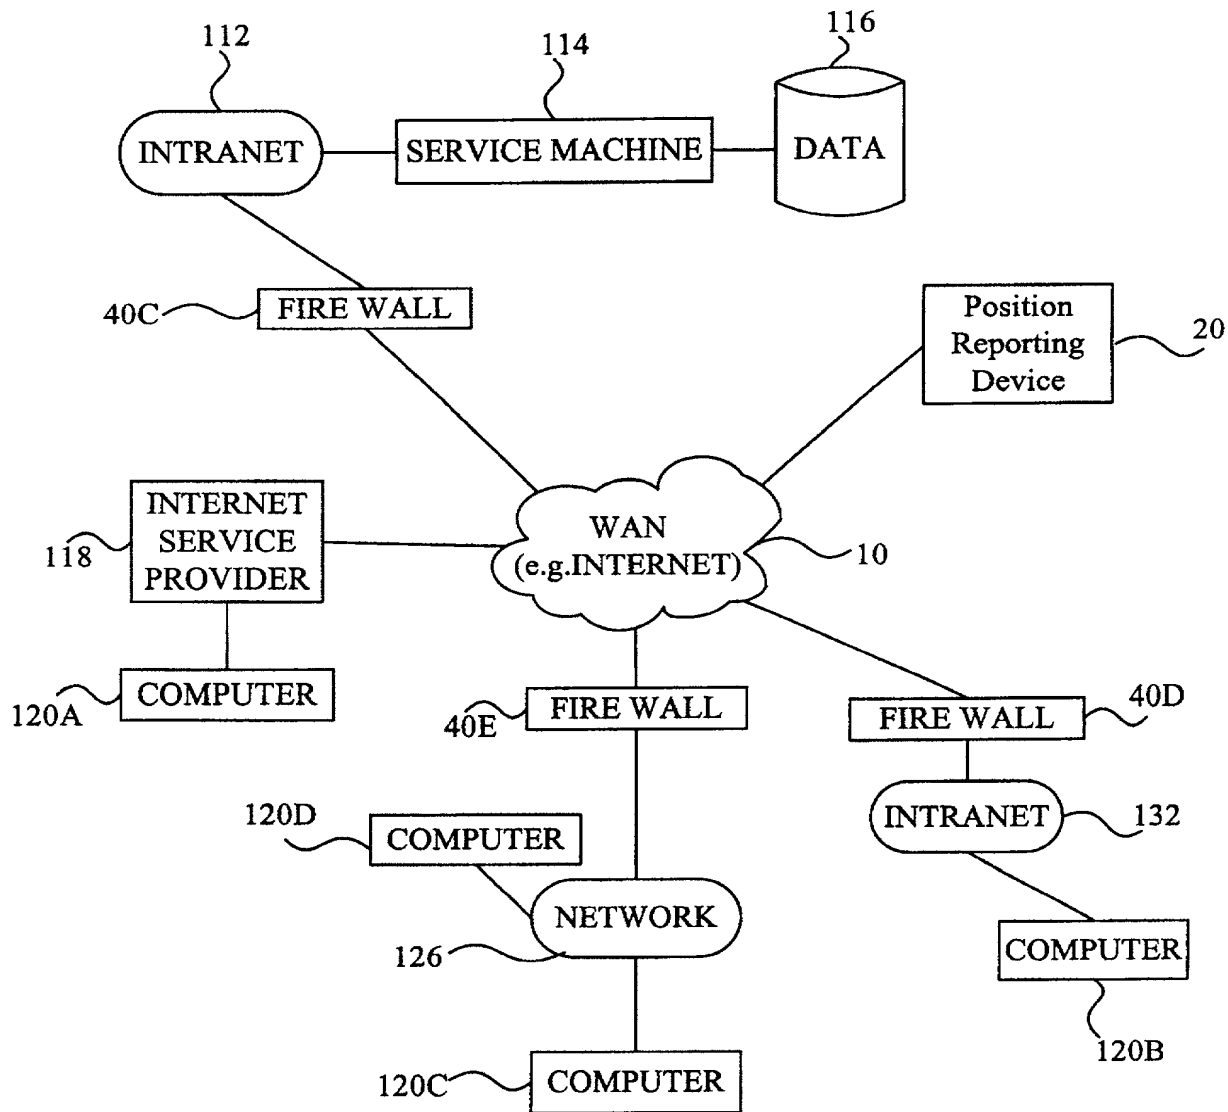 112
114
116
INTRANET
SERVICE MACHINE
DATA
40C
FIRE WALL
Position
Reporting
Device
20
INTERNET
SERVICE
PROVIDER
118
WAN
(e.g.INTERNET)
10
COMPUTER
120A
FIRE WALL
40E
FIRE WALL
40D
120D
COMPUTER
INTRANET
132
NETWORK
126
COMPUTER
120B
120C
COMPUTER